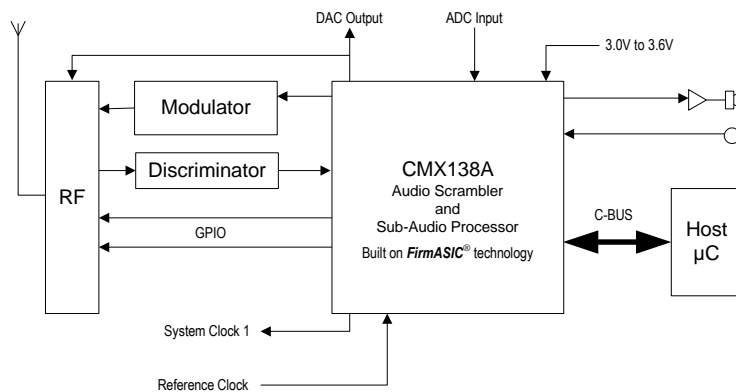 DAC Output
ADC Input
3.0V to 3.6V
Modulator
Discriminator
RF
GPIO
CMX138A
Audio Scrambler
and
Sub-Audio Processor
Built on FirmASIC® technology
C-BUS
Host
µC
System Clock 1
Reference Clock